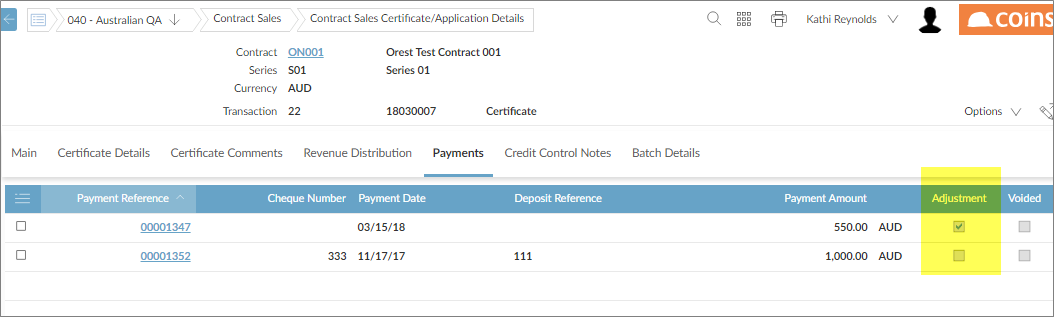 040 - Australian QA Contract Sales Contract Sales Certificate/Application Details Kathi Reynolds coins
Contract ON001 Orest Test Contract 001
Series S01 Series 01
Currency AUD
Transaction 22 18030007 Certificate Options
Main Certificate Details Certificate Comments Revenue Distribution Payments Credit Control Notes Batch Details
Payment Reference Cheque Number Payment Date Deposit Reference Payment Amount Adjustment Voided
00001347 03/15/18 550.00 AUD
00001352 333 11/17/17 111 1,000.00 AUD